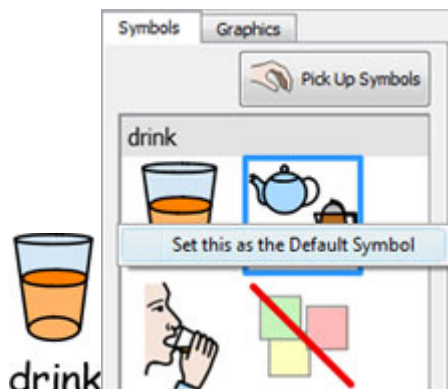 Symbols Graphics
Pick Up Symbols
drink
Set this as the Default Symbol
drink